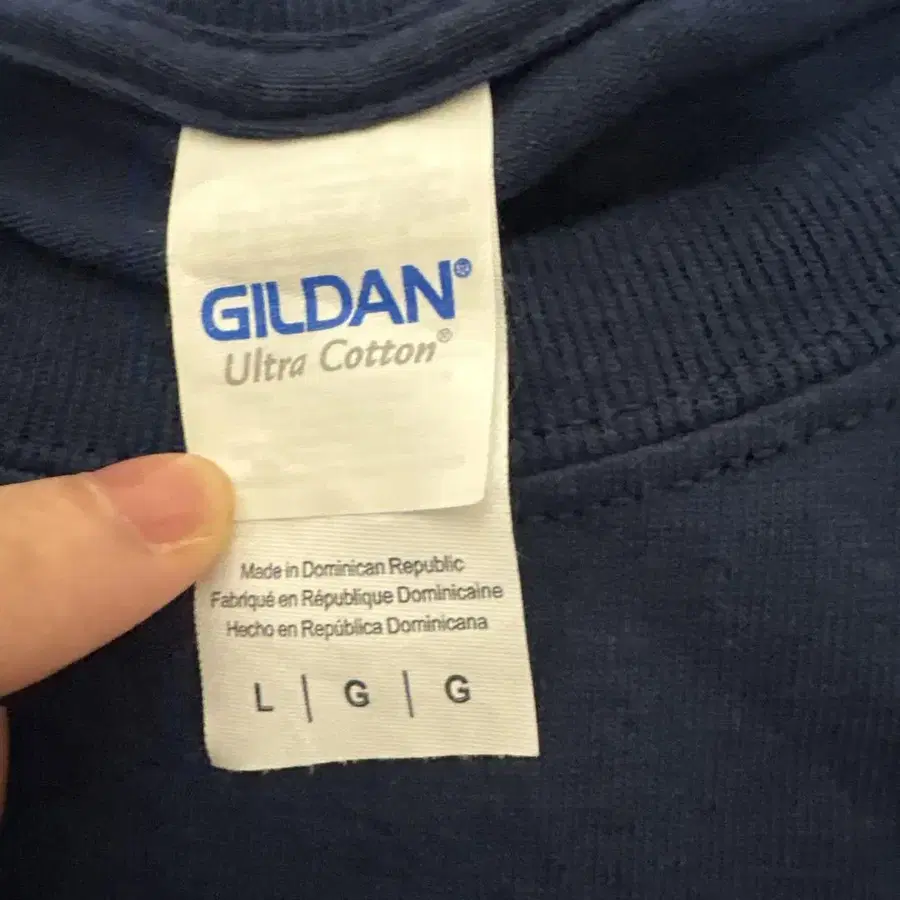 GILDAN®
Ultra Cotton®
Made in Dominican Republic
Fabriqué en République Dominicaine
Hecho en República Dominicana
L | G | G